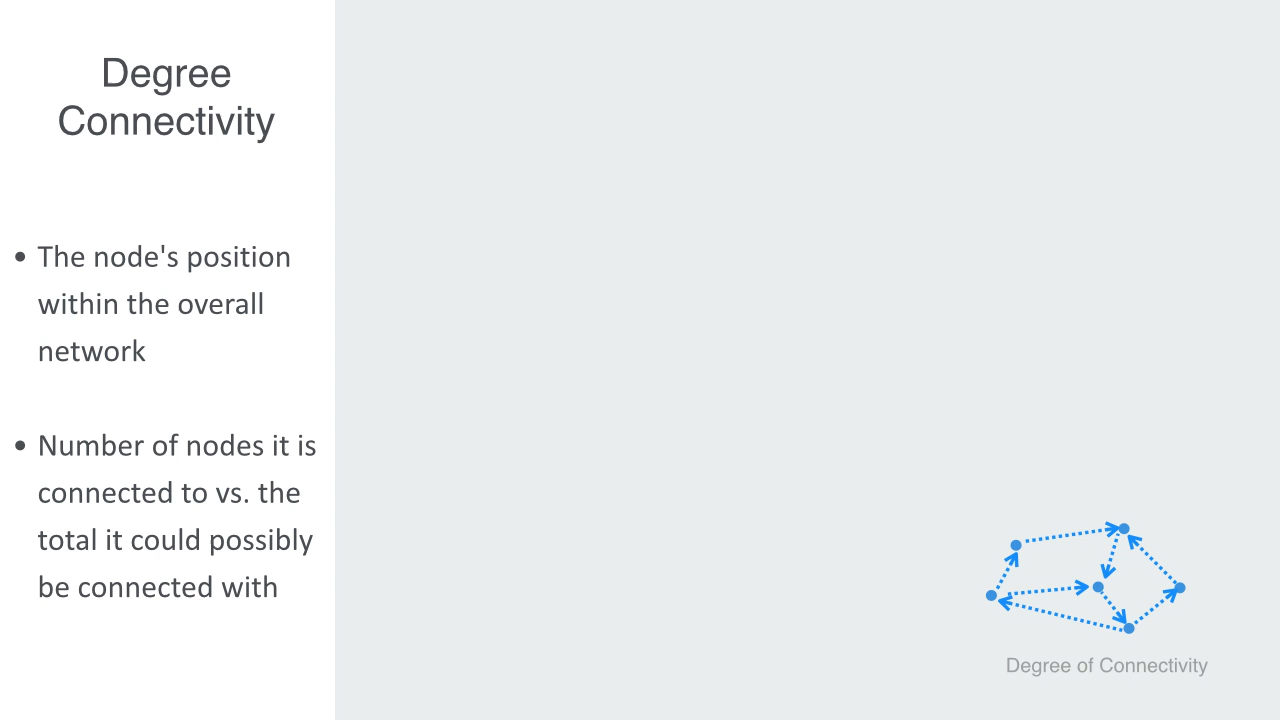 Degree
Connectivity
• The node's position
within the overall
network
• Number of nodes it is
connected to vs. the
total it could possibly
be connected with
Degree of Connectivity